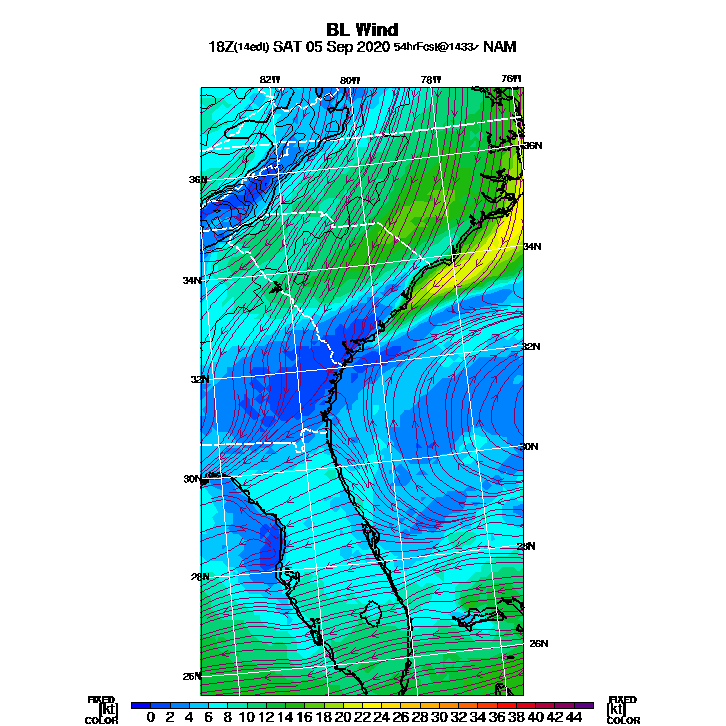 BL Wind
18Z(14edt) SAT 05 Sep 2020 54hrFcst@1433z NAM
82W 80W 78W 76W
36N
36N
34N
34N
32N
32N
30N
30N
28N
28N
26N
26N
FIXED FIXED
[kt] 0 2 4 6 8 10 12 14 16 18 20 22 24 26 28 30 32 34 36 38 40 42 44 [kt]
COLOR COLOR